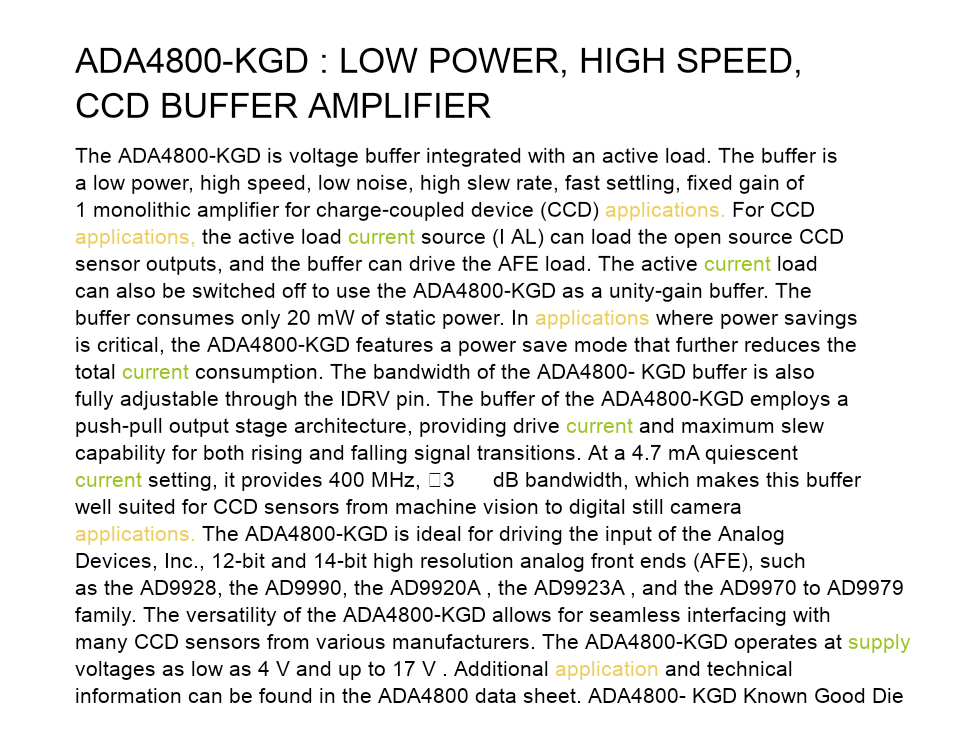 ADA4800-KGD : LOW POWER, HIGH SPEED,
CCD BUFFER AMPLIFIER
The ADA4800-KGD is voltage buffer integrated with an active load. The buffer is
a low power, high speed, low noise, high slew rate, fast settling, fixed gain of
1 monolithic amplifier for charge-coupled device (CCD) applications. For CCD
applications, the active load current source (I AL) can load the open source CCD
sensor outputs, and the buffer can drive the AFE load. The active current load
can also be switched off to use the ADA4800-KGD as a unity-gain buffer. The
buffer consumes only 20 mW of static power. In applications where power savings
is critical, the ADA4800-KGD features a power save mode that further reduces the
total current consumption. The bandwidth of the ADA4800- KGD buffer is also
fully adjustable through the IDRV pin. The buffer of the ADA4800-KGD employs a
push-pull output stage architecture, providing drive current and maximum slew
capability for both rising and falling signal transitions. At a 4.7 mA quiescent
current setting, it provides 400 MHz, □3 dB bandwidth, which makes this buffer
well suited for CCD sensors from machine vision to digital still camera
applications. The ADA4800-KGD is ideal for driving the input of the Analog
Devices, Inc., 12-bit and 14-bit high resolution analog front ends (AFE), such
as the AD9928, the AD9990, the AD9920A , the AD9923A , and the AD9970 to AD9979
family. The versatility of the ADA4800-KGD allows for seamless interfacing with
many CCD sensors from various manufacturers. The ADA4800-KGD operates at supply
voltages as low as 4 V and up to 17 V . Additional application and technical
information can be found in the ADA4800 data sheet. ADA4800- KGD Known Good Die